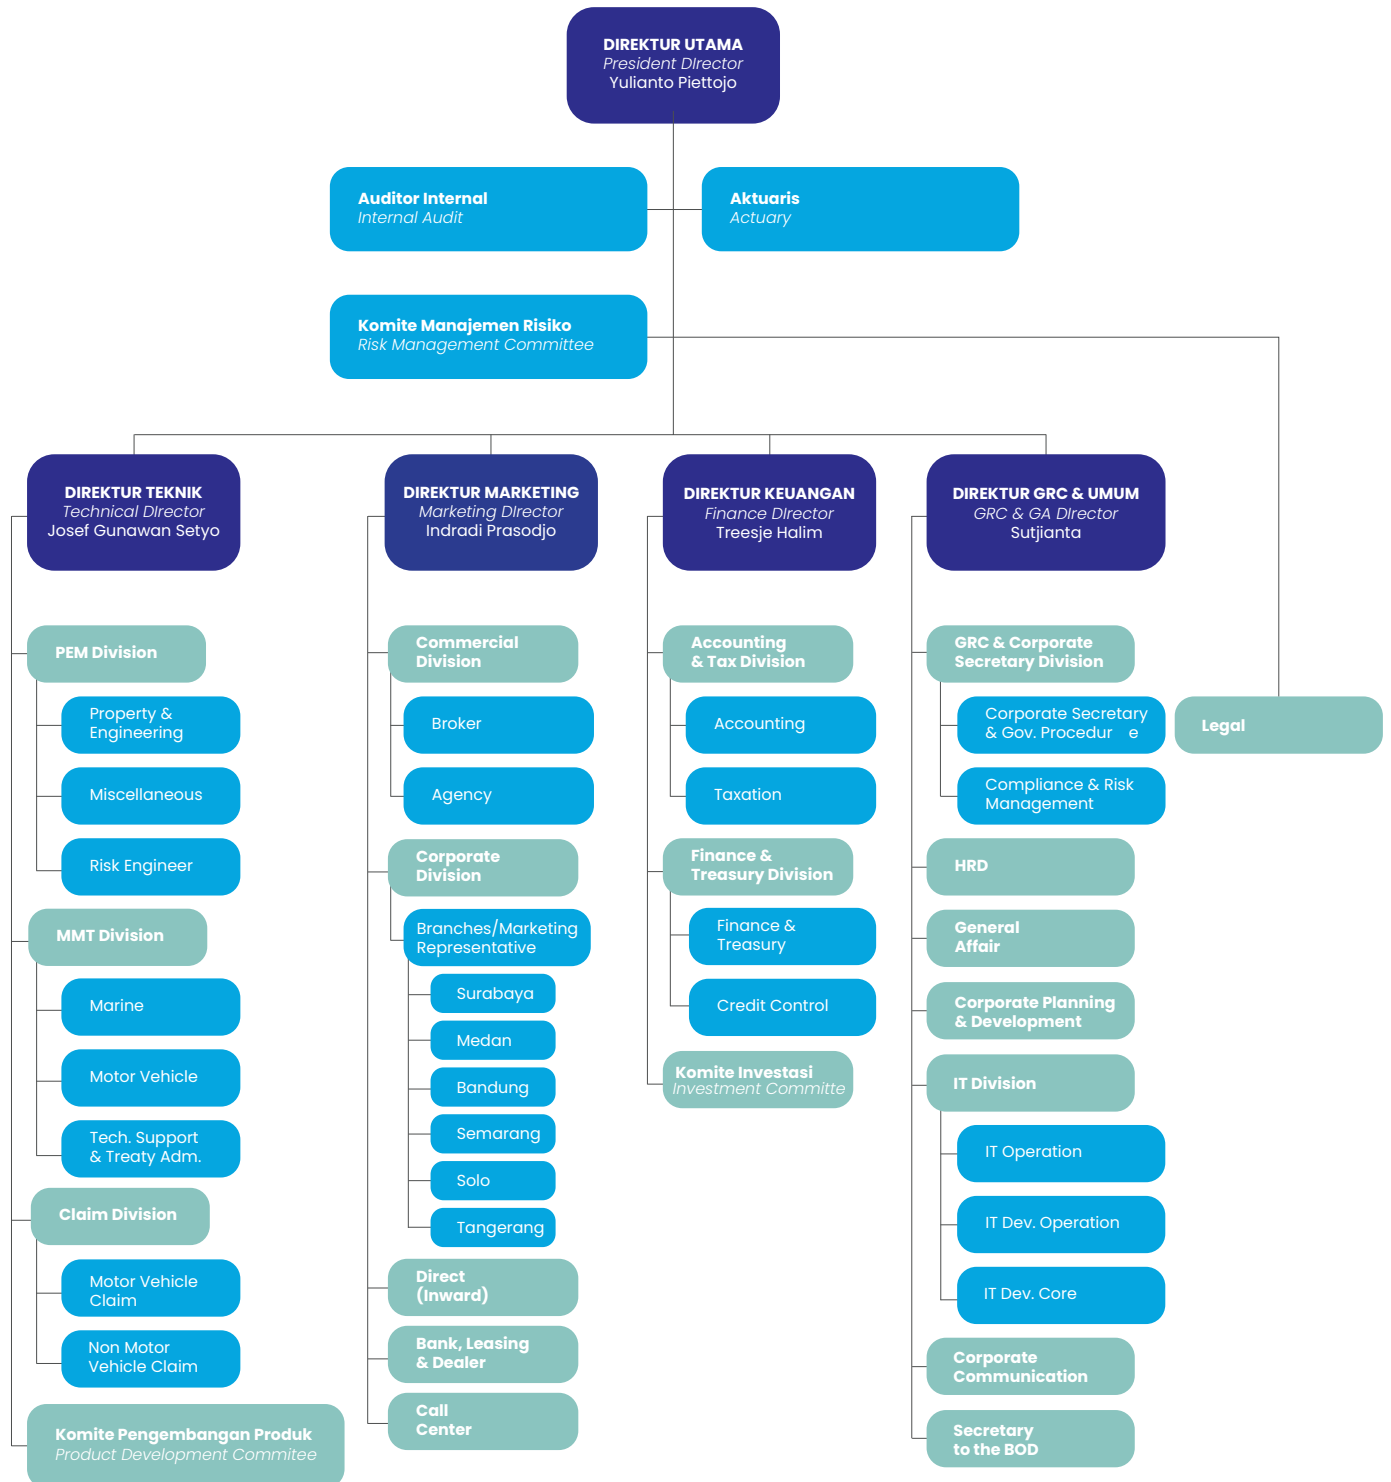 DIREKTUR UTAMA
President DIrector
Yulianto Piettojo
Auditor Internal
Internal Audit
Aktuaris
Actuary
Komite Manajemen Risiko
Risk Management Committee
DIREKTUR TEKNIK
Technical DIrector
Josef Gunawan Setyo
PEM Division
Property &
Engineering
Miscellaneous
Risk Engineer
MMT Division
Marine
Motor Vehicle
Tech. Support
& Treaty Adm.
Claim Division
Motor Vehicle
Claim
Non Motor
Vehicle Claim
Komite Pengembangan Produk
Product Development Commitee
DIREKTUR MARKETING
Marketing DIrector
Indradi Prasodjo
Commercial
Division
Broker
Agency
Corporate
Division
Branches/Marketing
Representative
Surabaya
Medan
Bandung
Semarang
Solo
Tangerang
Direct
(Inward)
Bank, Leasing
& Dealer
Call
Center
DIREKTUR KEUANGAN
Finance DIrector
Treesje Halim
Accounting
& Tax Division
Accounting
Taxation
Finance &
Treasury Division
Finance &
Treasury
Credit Control
Komite Investasi
Investment Committe
DIREKTUR GRC & UMUM
GRC & GA DIrector
Sutjianta
GRC & Corporate
Secretary Division
Corporate Secretary
& Gov. Procedur e
Compliance & Risk
Management
HRD
General
Affair
Corporate Planning
& Development
IT Division
IT Operation
IT Dev. Operation
IT Dev. Core
Corporate
Communication
Secretary
to the BOD
Legal